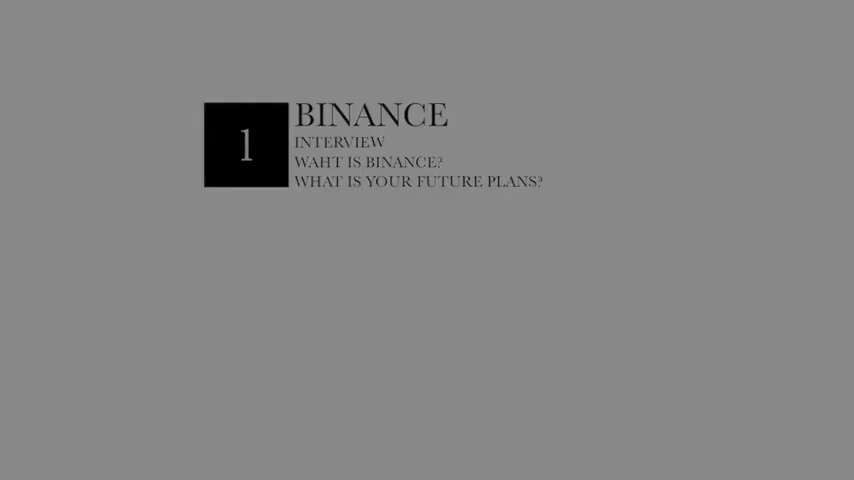 1
BINANCE
INTERVIEW
WAHT IS BINANCE?
WHAT IS YOUR FUTURE PLANS?